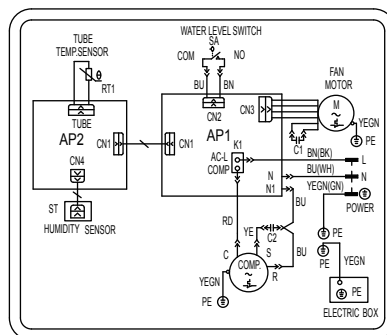 WATER LEVEL SWITCH
TUBE
TEMP.SENSOR
SA
COM
NO
θ
RT1
BU
BN
FAN
MOTOR
TUBE
CN2
CN3
M
AP2
CN1
CN1
AP1
C1
YEGN
PE
CN4
K1
AC-L
COMP
BN(BK)
L
N
BU(WH)
N
N1
YEGN(GN)
POWER
ST
HUMIDITY SENSOR
RD
BU
YE
C2
PE
C
S
BU
PE
YEGN
COMP.
R
YEGN
PE
PE
ELECTRIC BOX